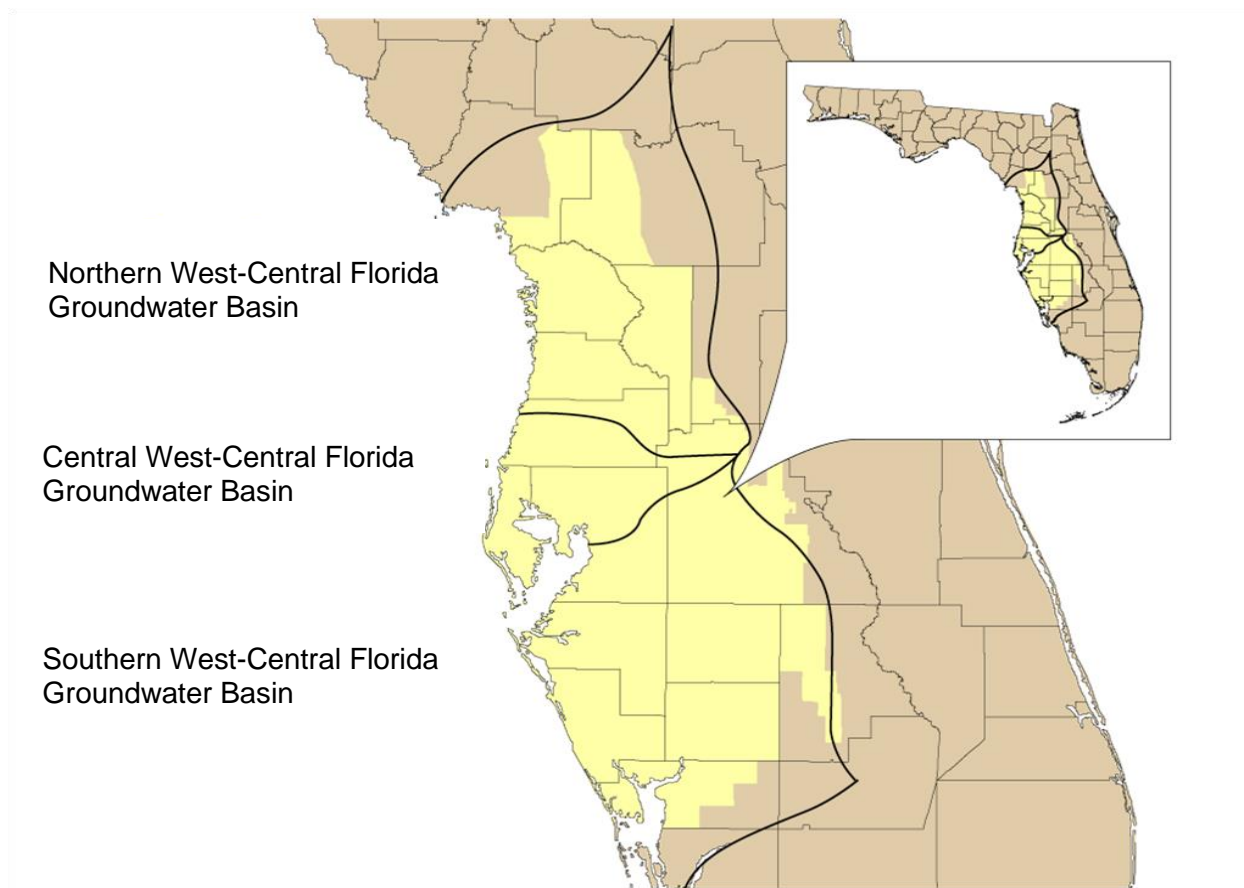 Northern West-Central Florida
Groundwater Basin
Central West-Central Florida
Groundwater Basin
Southern West-Central Florida
Groundwater Basin